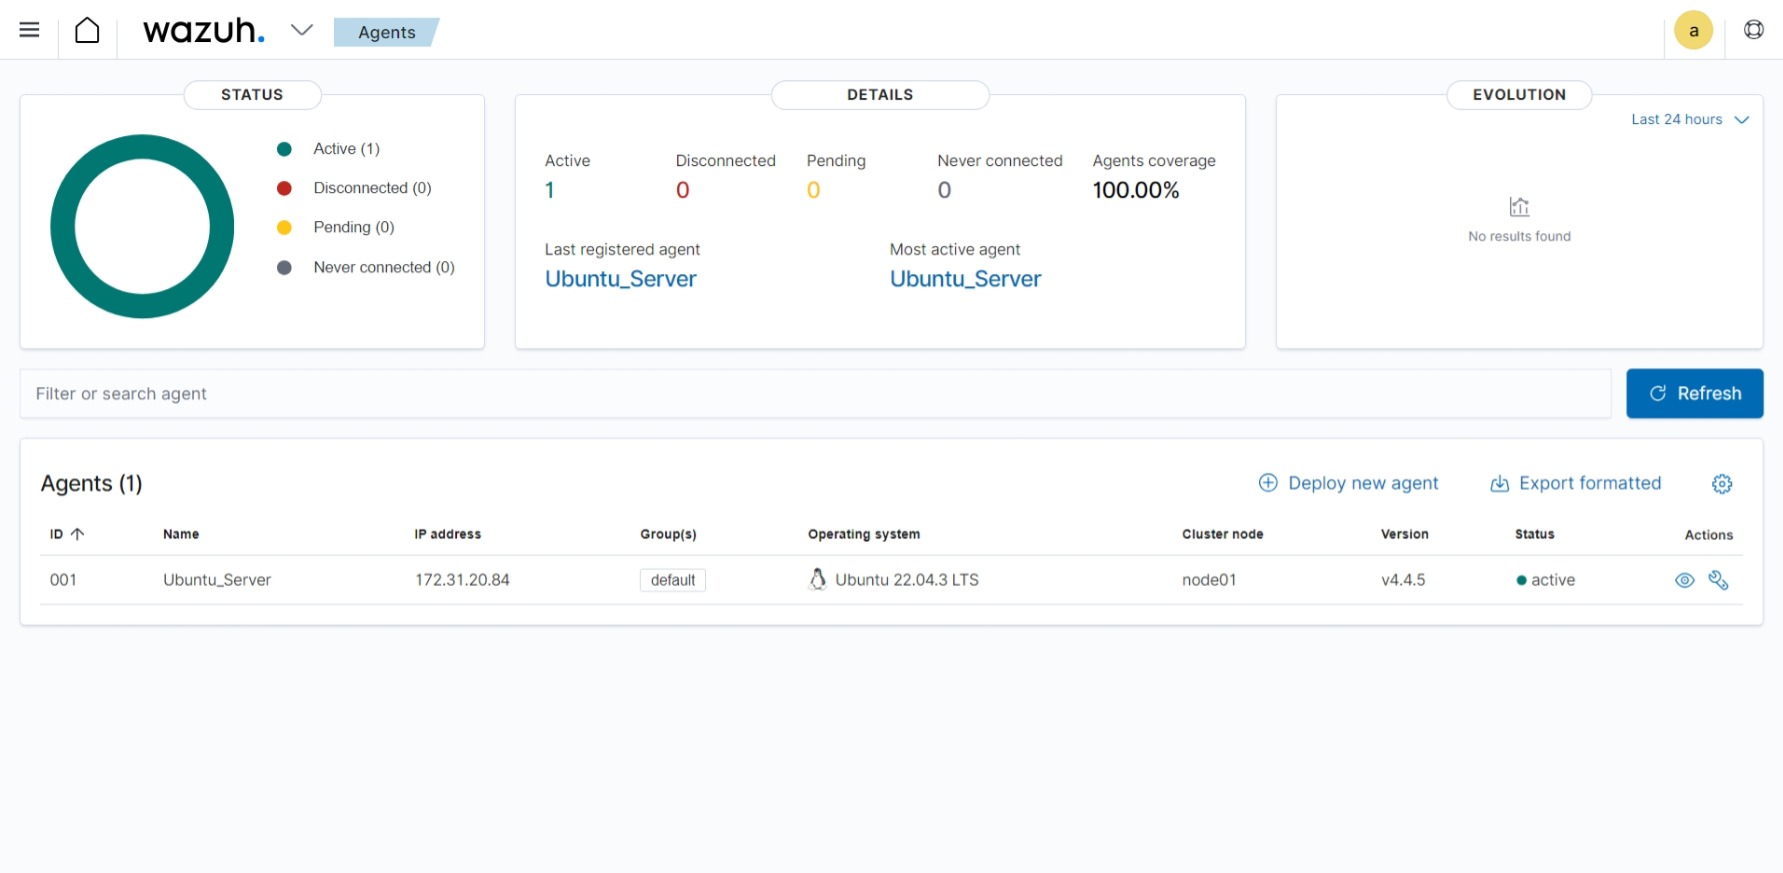 wazuh. Agents a
STATUS
Active (1)
Disconnected (0)
Pending (0)
Never connected (0)
DETAILS
Active Disconnected Pending Never connected Agents coverage
1 0 0 0 100.00%
Last registered agent Most active agent
Ubuntu_Server Ubuntu_Server
EVOLUTION
Last 24 hours
No results found
Filter or search agent Refresh
Agents (1) Deploy new agent Export formatted
ID Name IP address Group(s) Operating system Cluster node Version Status Actions
001 Ubuntu_Server 172.31.20.84 default Ubuntu 22.04.3 LTS node01 v4.4.5 active